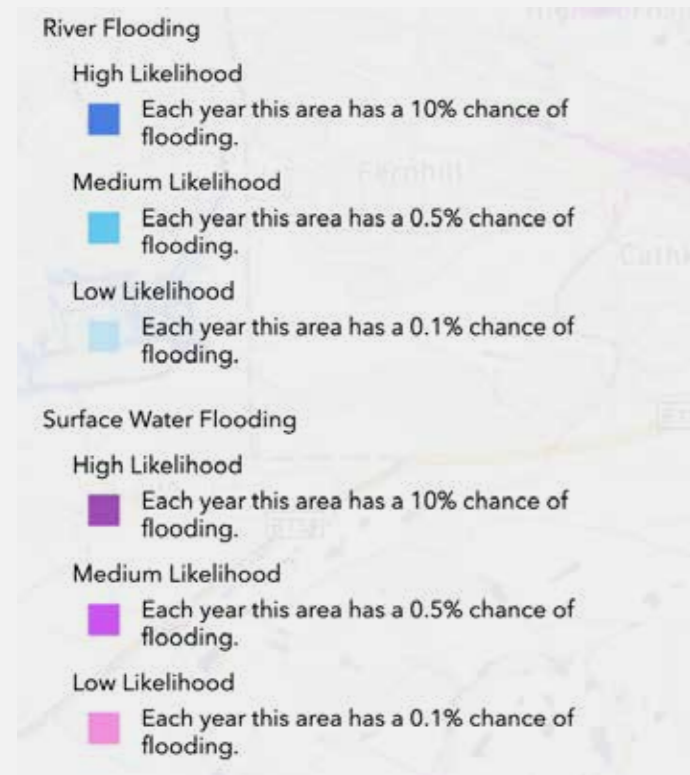 River Flooding
High Likelihood
Each year this area has a 10% chance of
flooding.
Fernhill
Medium Likelihood
Each year this area has a 0.5% chance of
flooding.
Low Likelihood
Each year this area has a 0.1% chance of
flooding.
Surface Water Flooding
High Likelihood
Each year this area has a 10% chance of
flooding.
Medium Likelihood
Each year this area has a 0.5% chance of
flooding.
Low Likelihood
Each year this area has a 0.1% chance of
flooding.